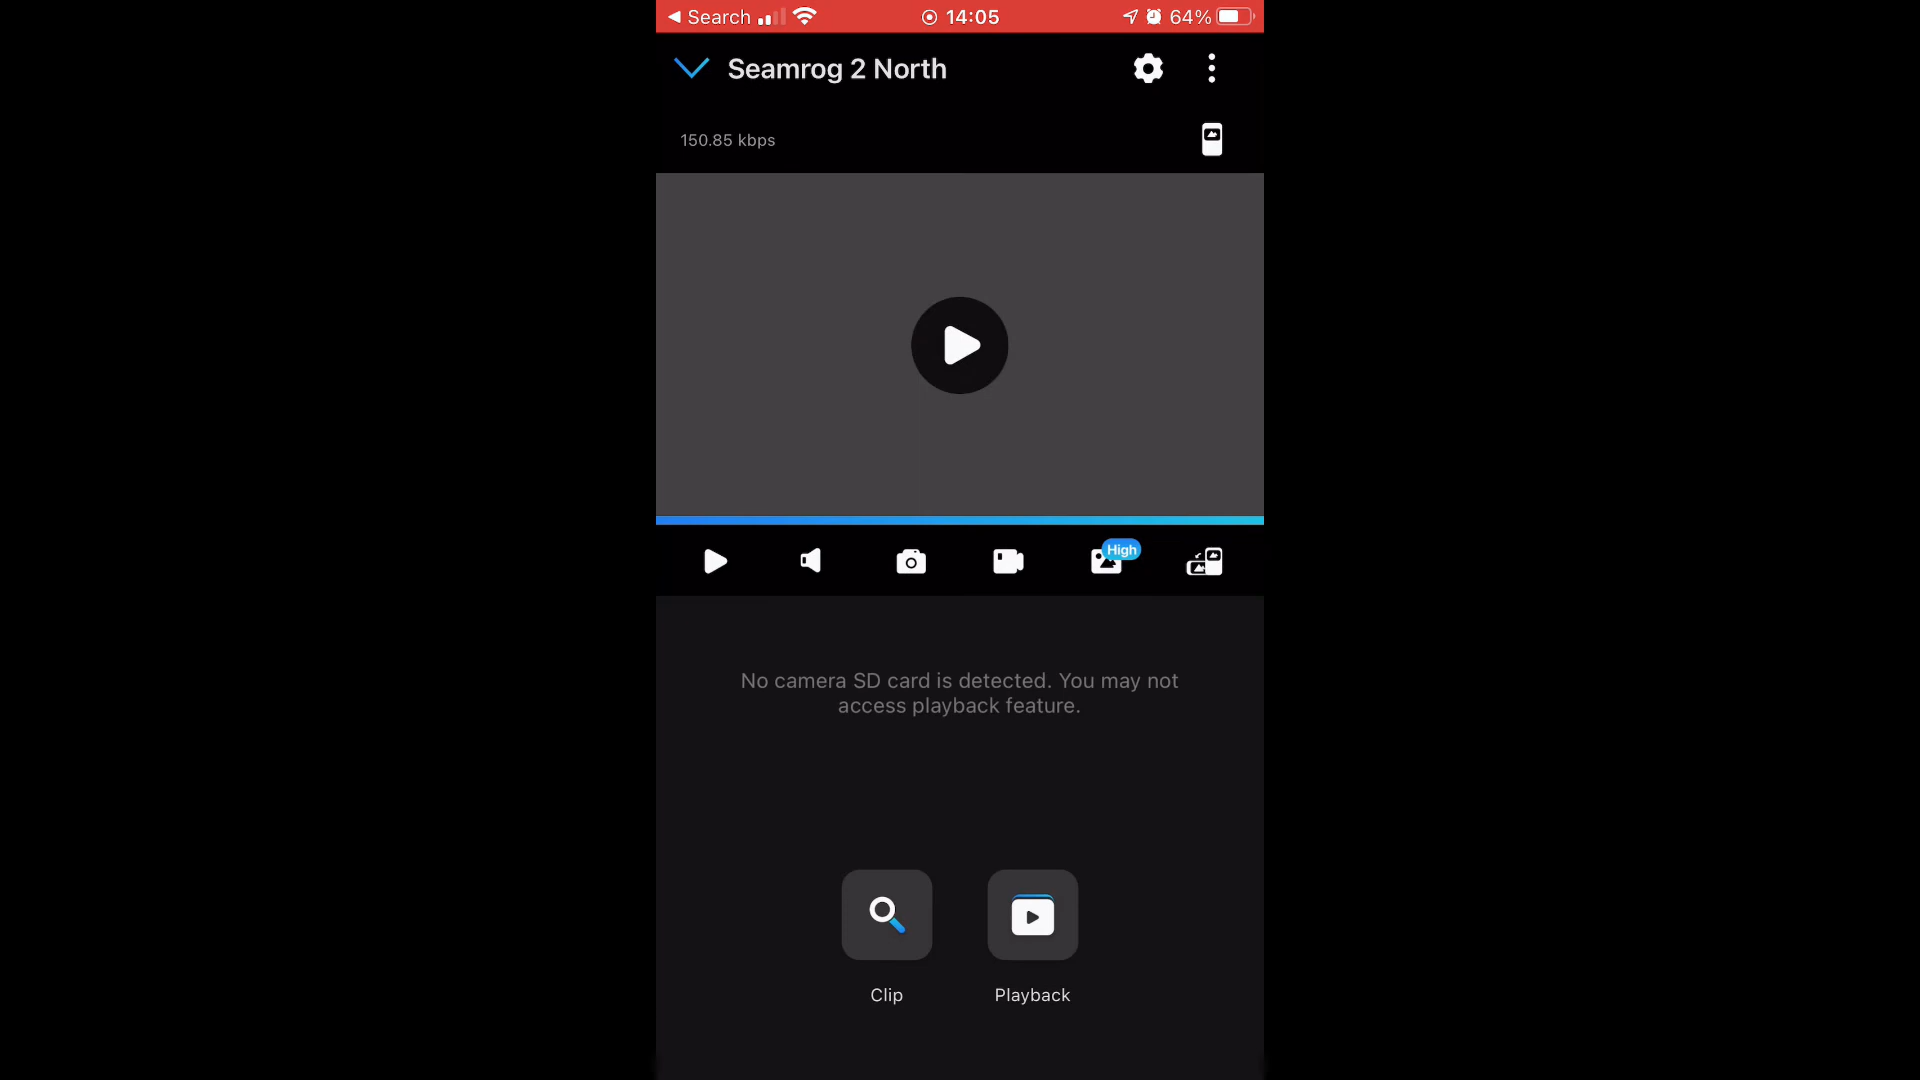 Search 14:05 64%
Seamrog 2 North
150.85 kbps
High
No camera SD card is detected. You may not
access playback feature.
Clip Playback